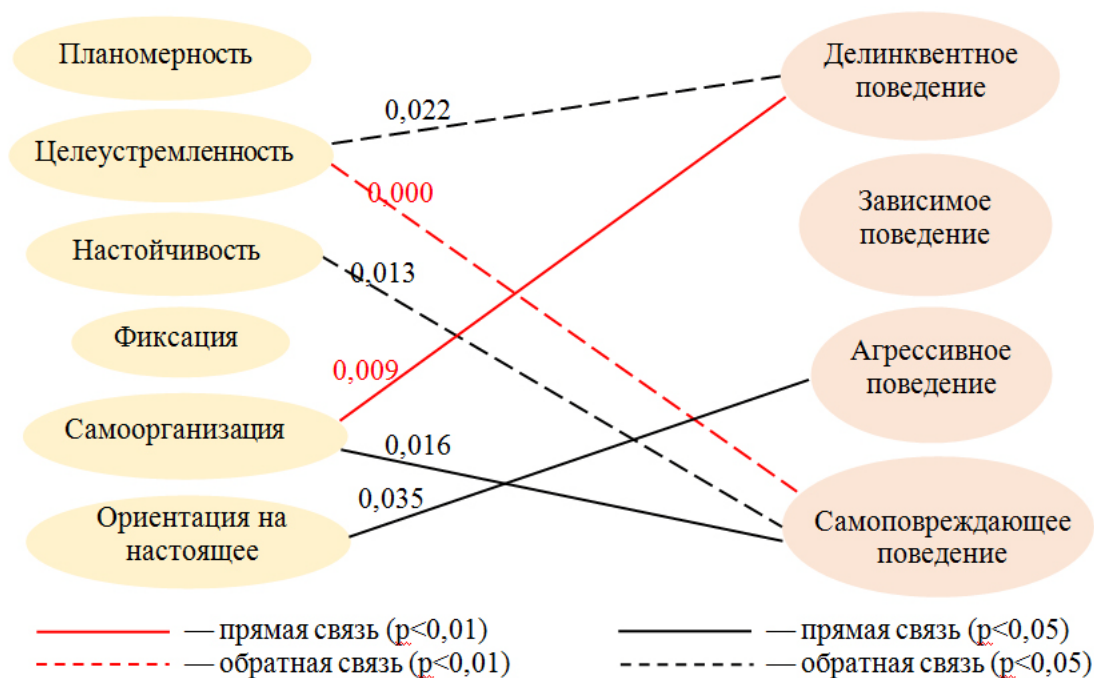 Планомерность
Целеустремленность
Настойчивость
Фиксация
Самоорганизация
Ориентация на
настоящее
0,022
0,000
0,013
0,009
0,016
0,035
Делинквентное
поведение
Зависимое
поведение
Агрессивное
поведение
Самоповреждающее
поведение
— прямая связь (p<0,01)
— обратная связь (p<0,01)
— прямая связь (p<0,05)
— обратная связь (p<0,05)